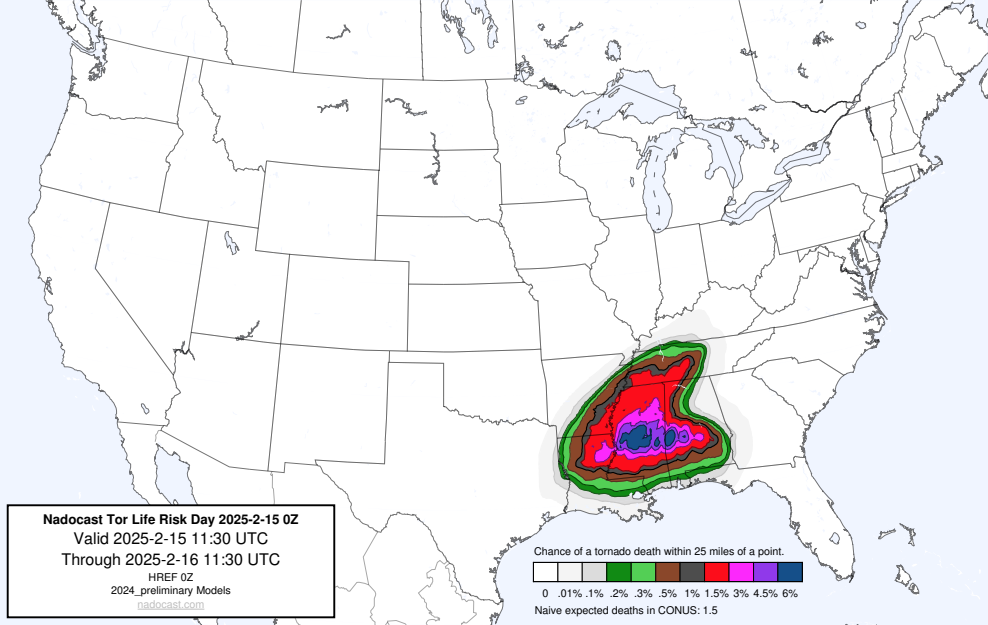 Nadocast Tor Life Risk Day 2025-2-15 0Z
Valid 2025-2-15 11:30 UTC
Through 2025-2-16 11:30 UTC
HREF 0Z
2024_preliminary Models
nadocast.com
Chance of a tornado death within 25 miles of a point.
0 .01% .1% .2% .3% .5% 1% 1.5% 3% 4.5% 6%
Naive expected deaths in CONUS: 1.5